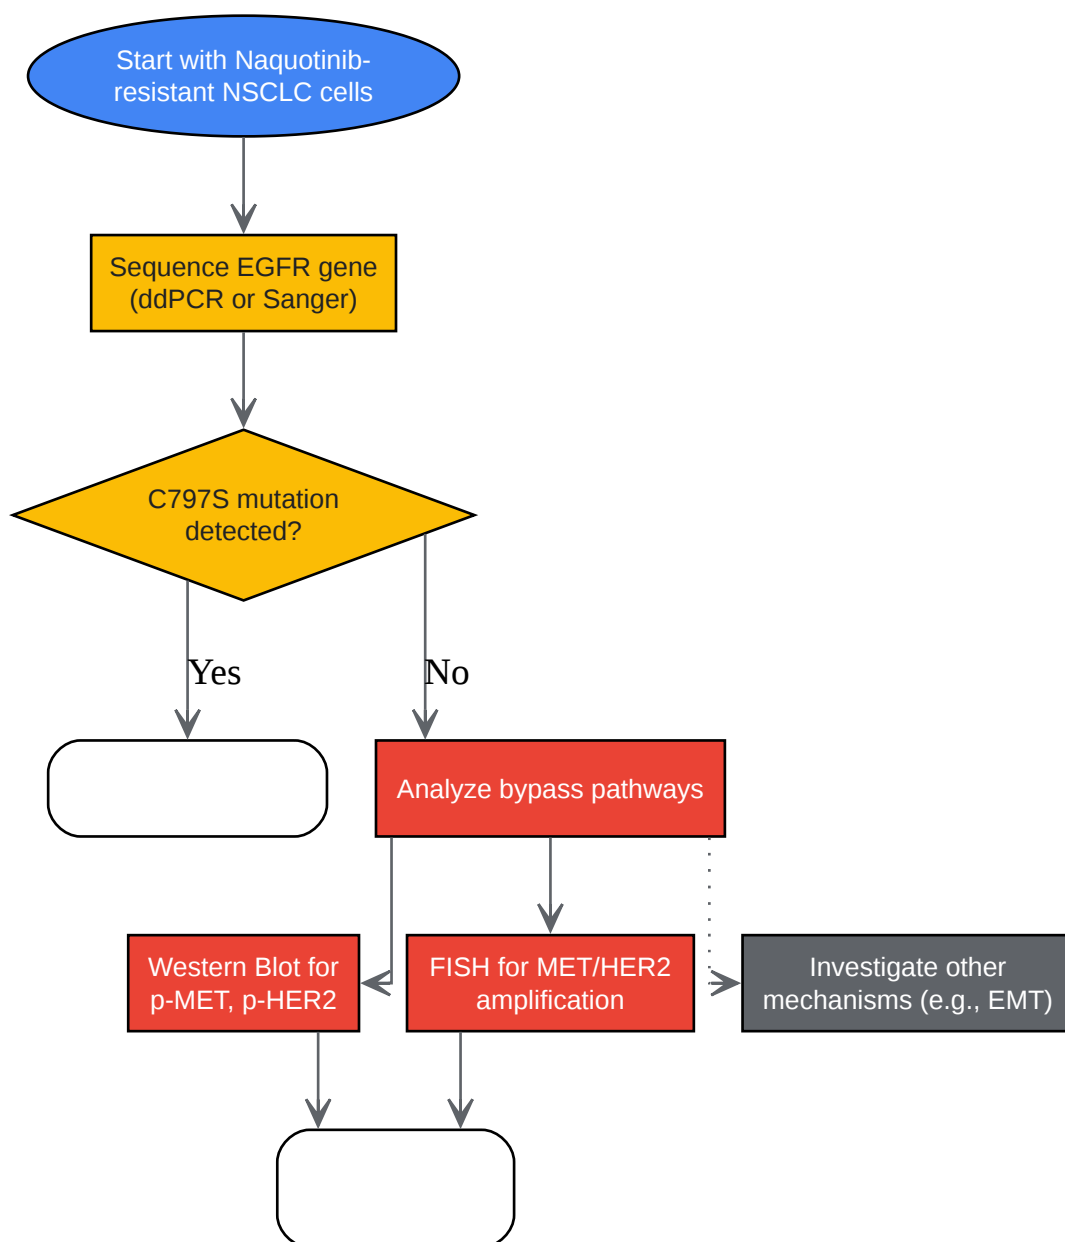 Start with Naquotinib-
resistant NSCLC cells
Sequence EGFR gene
(ddPCR or Sanger)
C797S mutation
detected?
Yes
No
Analyze bypass pathways
Western Blot for
p-MET, p-HER2
FISH for MET/HER2
amplification
Investigate other
mechanisms (e.g., EMT)